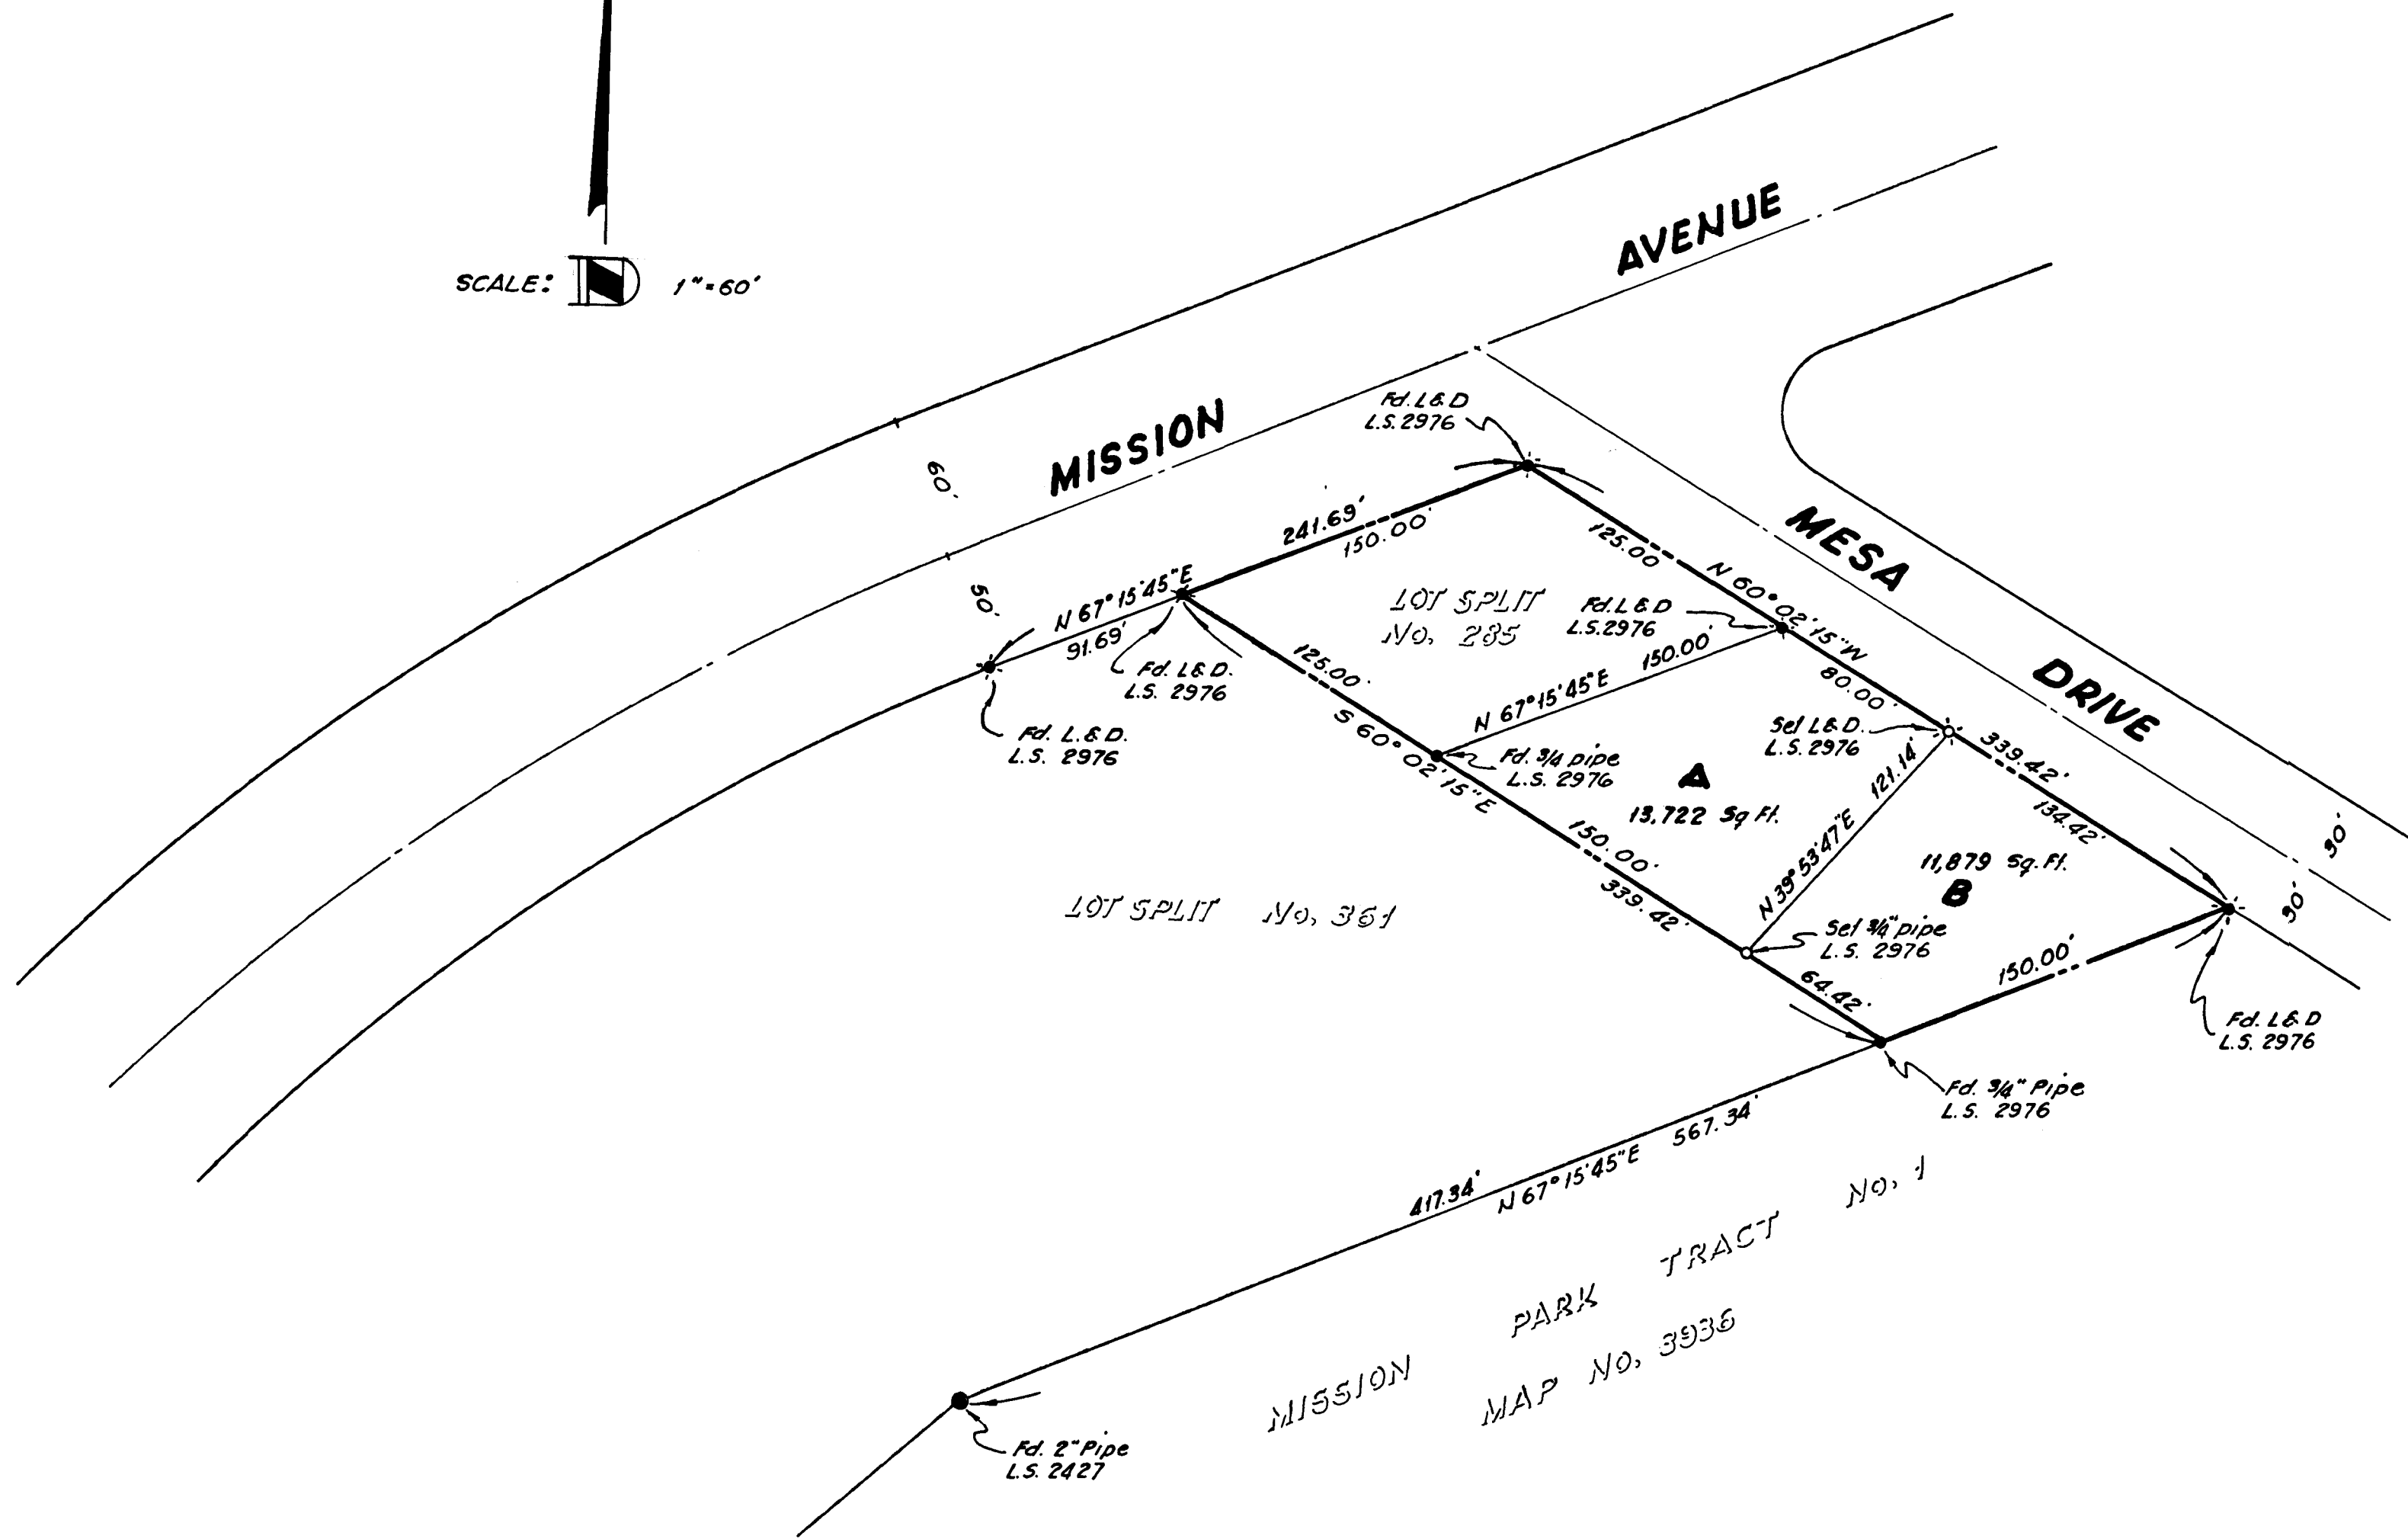 SCALE: 1"=60'
AVENUE
MISSION
MESA
DRIVE
60'
50'
30'
30'
Fd. L & D
L.S. 2976
241.69'
150.00'
125.00
N 60° 02' 15" W
N 67° 15' 45" E
91.69'
LOT SPLIT
No. 285
Fd. L & D
L.S. 2976
80.00'
Fd. L & D.
L.S. 2976
125.00'
S 60° 02' 15" E
N 67° 15' 45" E 150.00'
Fd. L. & D.
L.S. 2976
Fd. 3/4 pipe
L.S. 2976
Set L & D.
L.S. 2976
A
13,722 Sq Ft.
N 39° 53' 47" E 121.14'
339.42'
134.42'
150.00'
339.42'
11,879 Sq. Ft.
B
LOT SPLIT No. 361
Set 3/4" pipe
L.S. 2976
64.42'
150.00'
Fd. L & D
L.S. 2976
Fd. 3/4" Pipe
L.S. 2976
417.34'
N 67° 15' 45" E 567.34'
MISSION PARK TRACT No. 1
MAP No. 3936
Fd. 2" Pipe
L.S. 2427